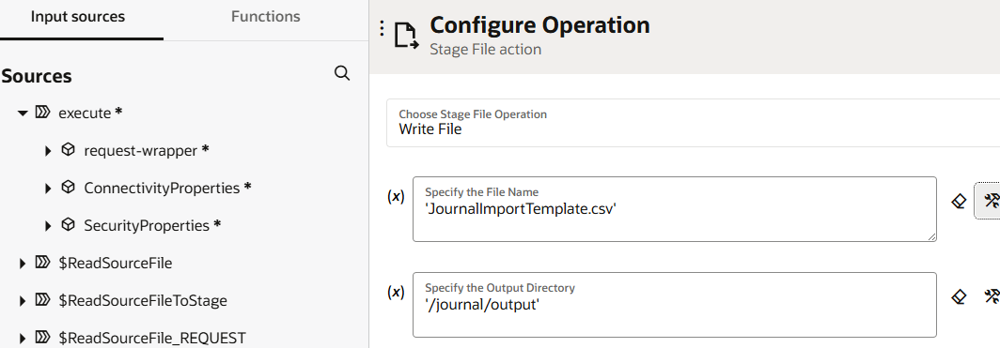 Input sources
Functions
Sources
execute *
request-wrapper *
ConnectivityProperties *
SecurityProperties *
$ReadSourceFile
$ReadSourceFileToStage
$ReadSourceFile_REQUEST
Configure Operation
Stage File action
Choose Stage File Operation
Write File
(x)
Specify the File Name
'JournalImportTemplate.csv'
(x)
Specify the Output Directory
'/journal/output'